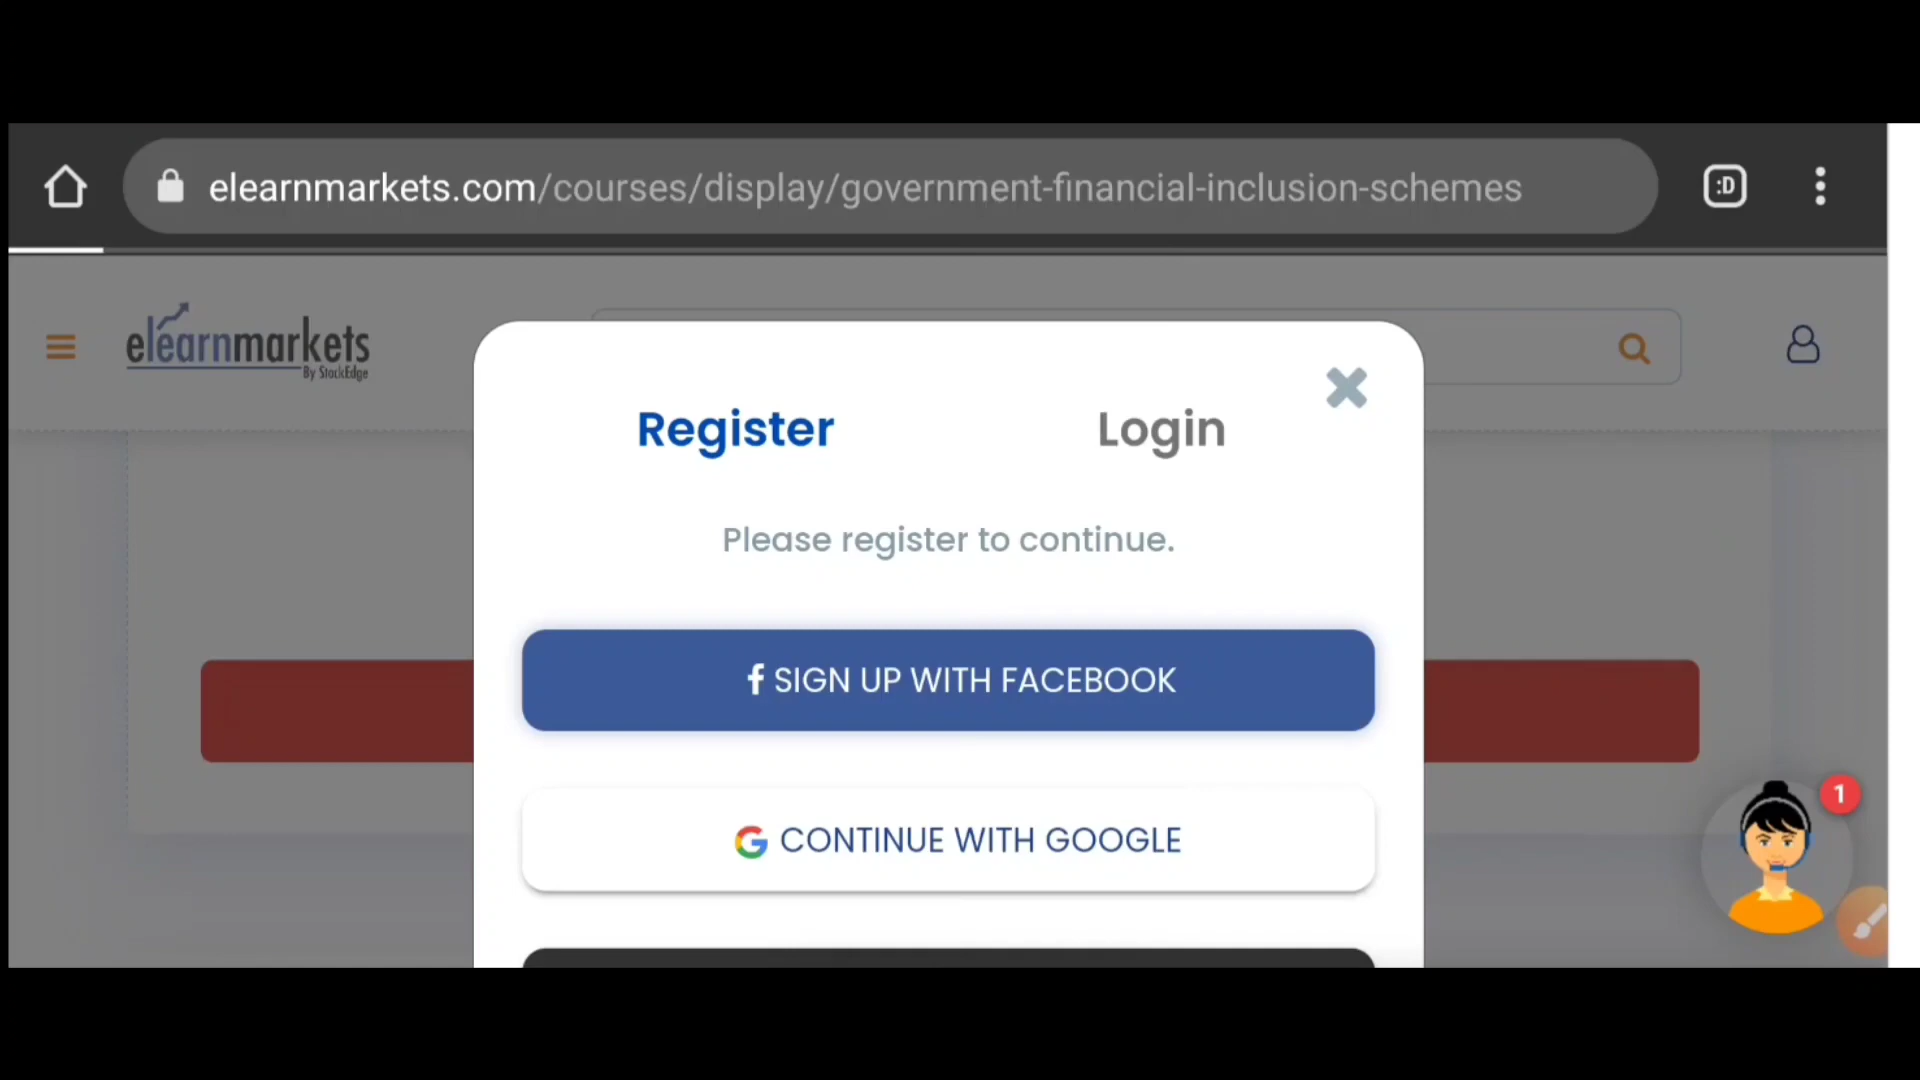 elearnmarkets.com/courses/display/government-financial-inclusion-schemes
:D
elearnmarkets
By StockEdge
Register
Login
Please register to continue.
f SIGN UP WITH FACEBOOK
G CONTINUE WITH GOOGLE
1